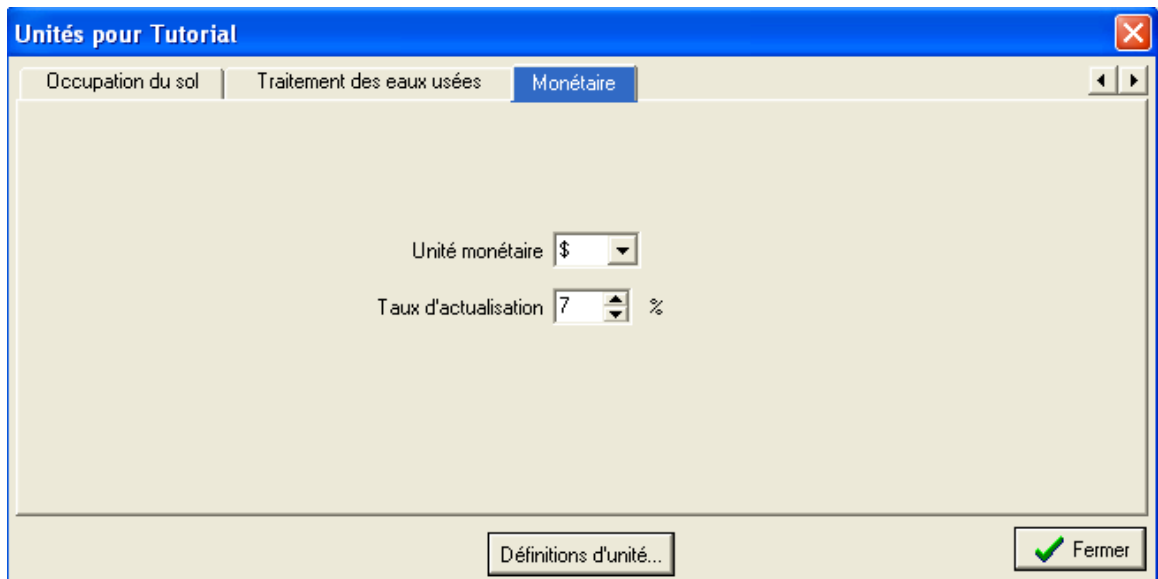 Unités pour Tutorial
Occupation du sol Traitement des eaux usées Monétaire
Unité monétaire $
Taux d'actualisation 7 %
Définitions d'unité... Fermer